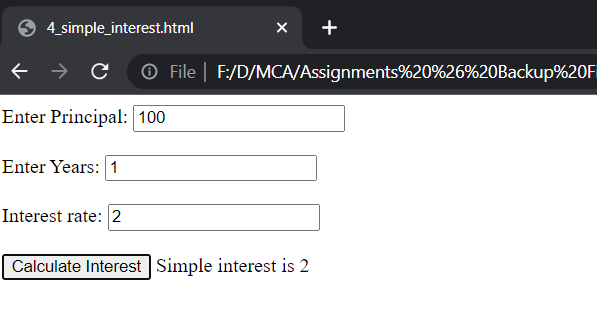 4_simple_interest.html
File F:/D/MCA/Assignments%20%26%20Backup%20Fi
Enter Principal: 100
Enter Years: 1
Interest rate: 2
Calculate Interest Simple interest is 2